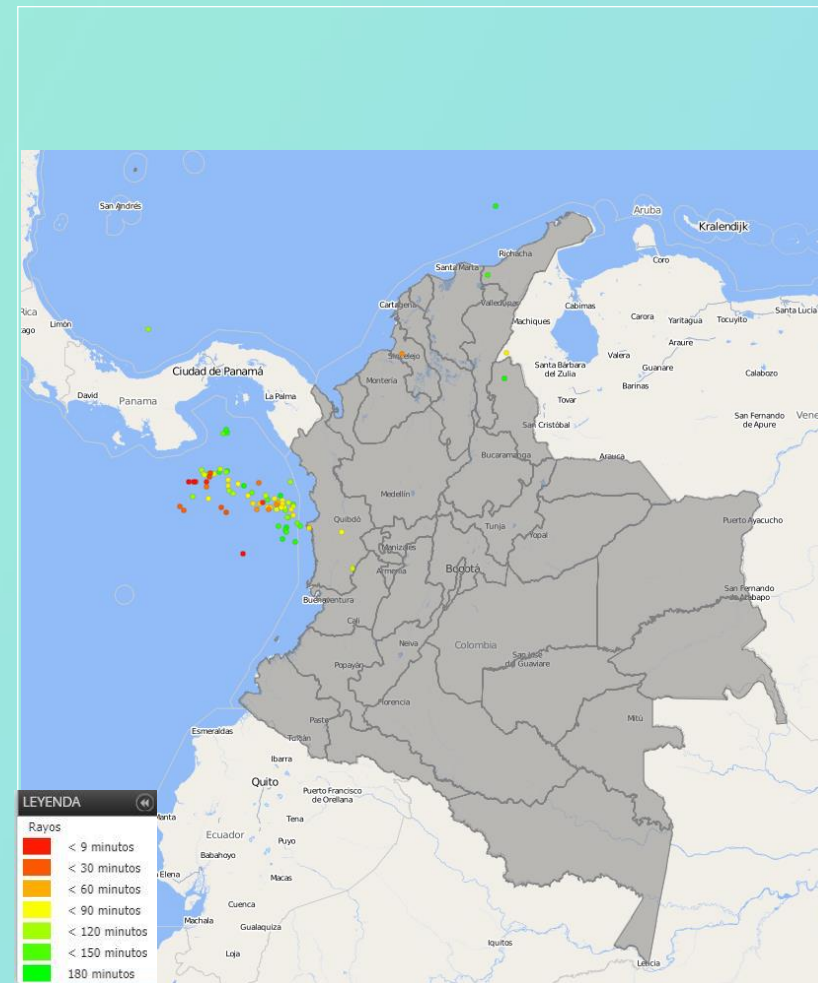 San Andrés
Aruba
Kralendijk
Riohacha
Santa Marta
Coro
Cartagena
Valledupar
Cabimas
Rica
Santa Lucía
Limón
Machiques
Carora
Yaritagua
Tocuyito
ago
Araure
Sincelejo
Valera
Ciudad de Panamá
Santa Bárbara
del Zulia
Guanare
Calabozo
Montería
Barinas
David
Panama
La Palma
Tovar
San Fernando
de Apure
Vene
San Cristóbal
Bucaramanga
Arauca
Medellín
Quibdó
Tunja
Puerto Ayacucho
Yopal
Manizales
Armenia
Bogotá
San Fernando
de Atabapo
Buenaventura
Cali
Neiva
Colombia
San José
del Guaviare
Popayán
Florencia
Mitú
Pasto
Esmeraldas
Tulcán
Ibarra
Quito
Puerto Francisco
de Orellana
LEYENDA
Manta
Tena
Rayos
Ecuador
Puyo
< 9 minutos
Babahoyo
< 30 minutos
a Elena
Macas
< 60 minutos
Cuenca
< 90 minutos
Machala
Gualaquiza
< 120 minutos
Iquitos
< 150 minutos
Loja
Leticia
180 minutos